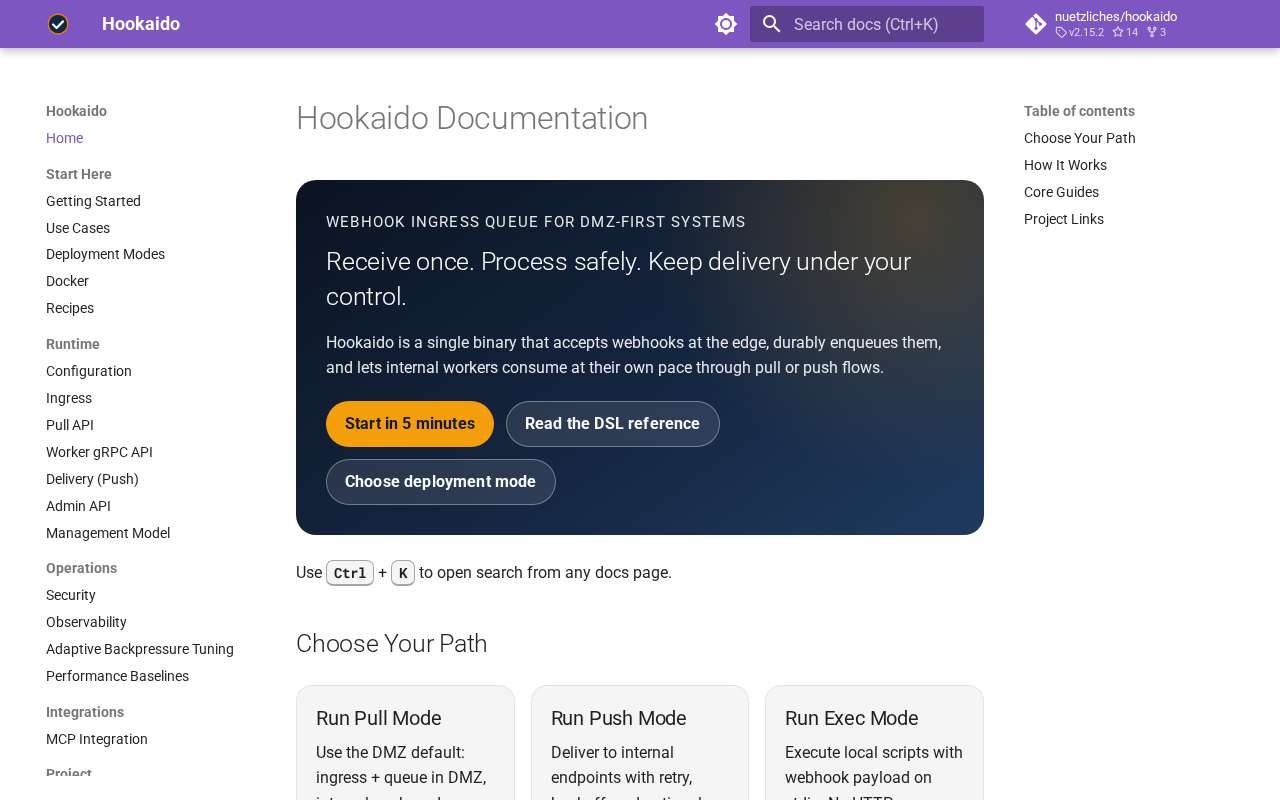 Hookaido
Search docs (Ctrl+K)
nuetzliches/hookaido
v2.15.2 14 3
Hookaido
Home
Start Here
Getting Started
Use Cases
Deployment Modes
Docker
Recipes
Runtime
Configuration
Ingress
Pull API
Worker gRPC API
Delivery (Push)
Admin API
Management Model
Operations
Security
Observability
Adaptive Backpressure Tuning
Performance Baselines
Integrations
MCP Integration
Project
Hookaido Documentation
WEBHOOK INGRESS QUEUE FOR DMZ-FIRST SYSTEMS
Receive once. Process safely. Keep delivery under your
control.
Hookaido is a single binary that accepts webhooks at the edge, durably enqueues them,
and lets internal workers consume at their own pace through pull or push flows.
Start in 5 minutes
Read the DSL reference
Choose deployment mode
Use Ctrl + K to open search from any docs page.
Choose Your Path
Run Pull Mode
Use the DMZ default:
ingress + queue in DMZ,
Run Push Mode
Deliver to internal
endpoints with retry,
Run Exec Mode
Execute local scripts with
webhook payload on
Table of contents
Choose Your Path
How It Works
Core Guides
Project Links